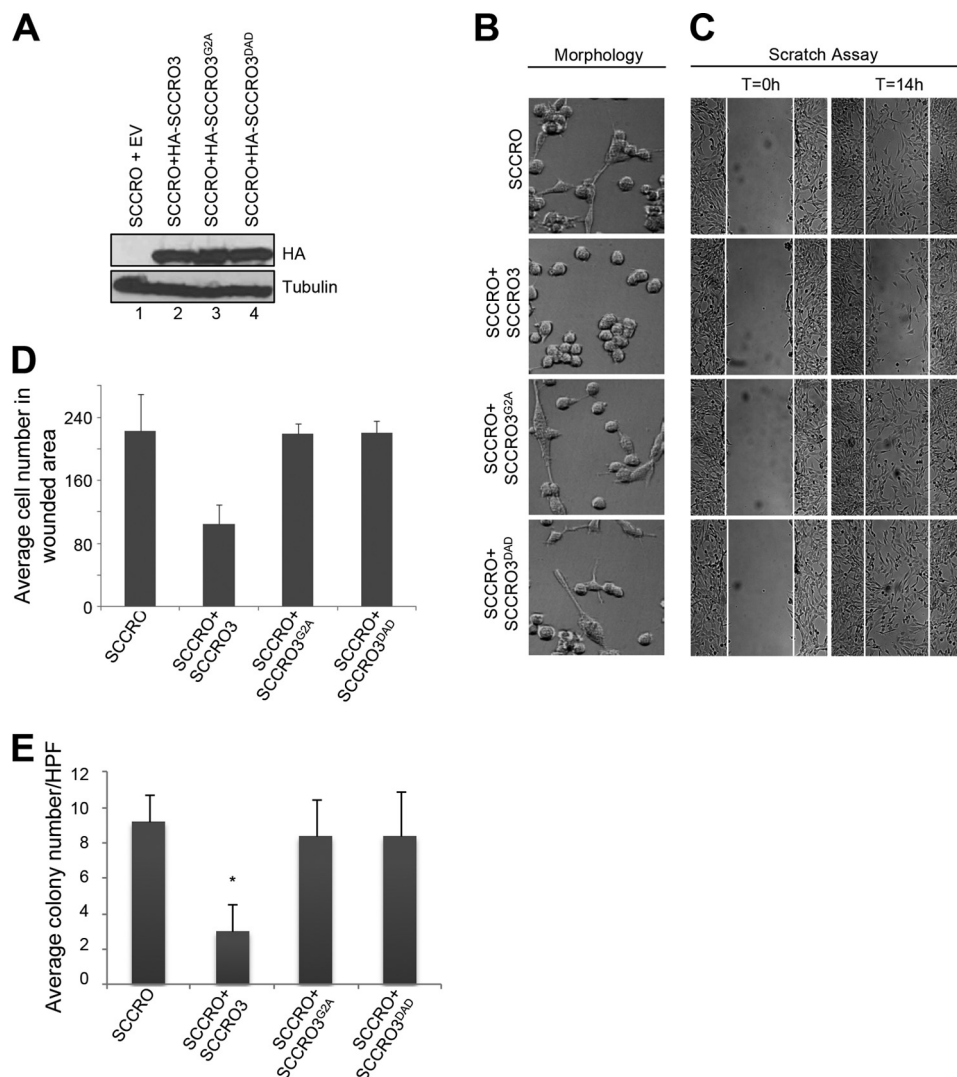 A
SCCRO + EV
SCCRO+HA-SCCRO3
SCCRO+HA-SCCRO3G2A
SCCRO+HA-SCCRO3DAD
HA
Tubulin
1 2 3 4
B
Morphology
SCCRO
SCCRO+
SCCRO3
SCCRO+
SCCRO3G2A
SCCRO+
SCCRO3DAD
C
Scratch Assay
T=0h T=14h
D
Average cell number in
wounded area
240
160
80
0
SCCRO
SCCRO+
SCCRO3
SCCRO+
SCCRO3G2A
SCCRO+
SCCRO3DAD
E
Average colony number/HPF
12
10
8
6
4
2
0
*
SCCRO
SCCRO+
SCCRO3
SCCRO+
SCCRO3G2A
SCCRO+
SCCRO3DAD